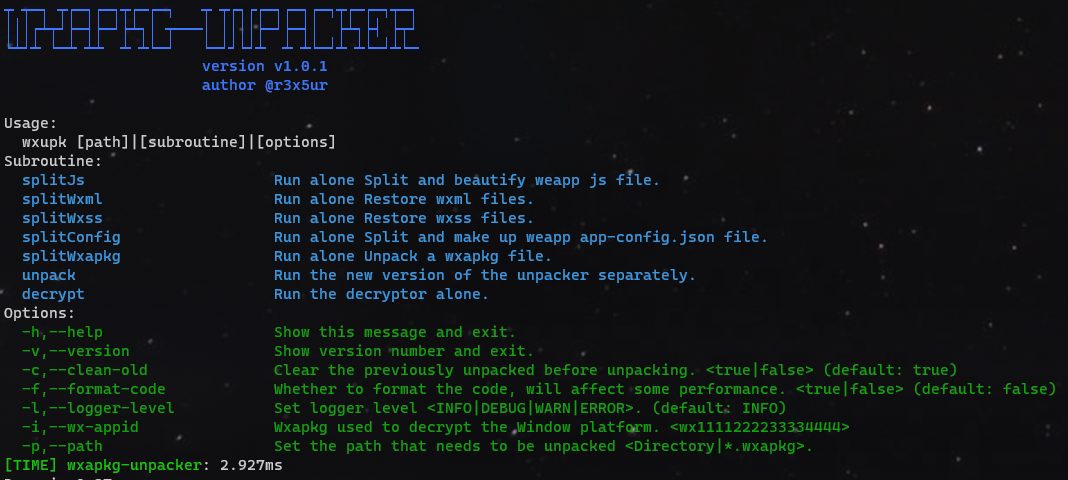 WXAPKG-UNPACKER
version v1.0.1
author @r3x5ur
Usage:
wxupk [path]|[subroutine]|[options]
Subroutine:
splitJs Run alone Split and beautify weapp js file.
splitWxml Run alone Restore wxml files.
splitWxss Run alone Restore wxss files.
splitConfig Run alone Split and make up weapp app-config.json file.
splitWxapkg Run alone Unpack a wxapkg file.
unpack Run the new version of the unpacker separately.
decrypt Run the decryptor alone.
Options:
-h,--help Show this message and exit.
-v,--version Show version number and exit.
-c,--clean-old Clear the previously unpacked before unpacking. <true|false> (default: true)
-f,--format-code Whether to format the code, will affect some performance. <true|false> (default: false)
-l,--logger-level Set logger level <INFO|DEBUG|WARN|ERROR>. (default: INFO)
-i,--wx-appid Wxapkg used to decrypt the Window platform. <wx1111222233334444>
-p,--path Set the path that needs to be unpacked <Directory|*.wxapkg>.
[TIME] wxapkg-unpacker: 2.927ms